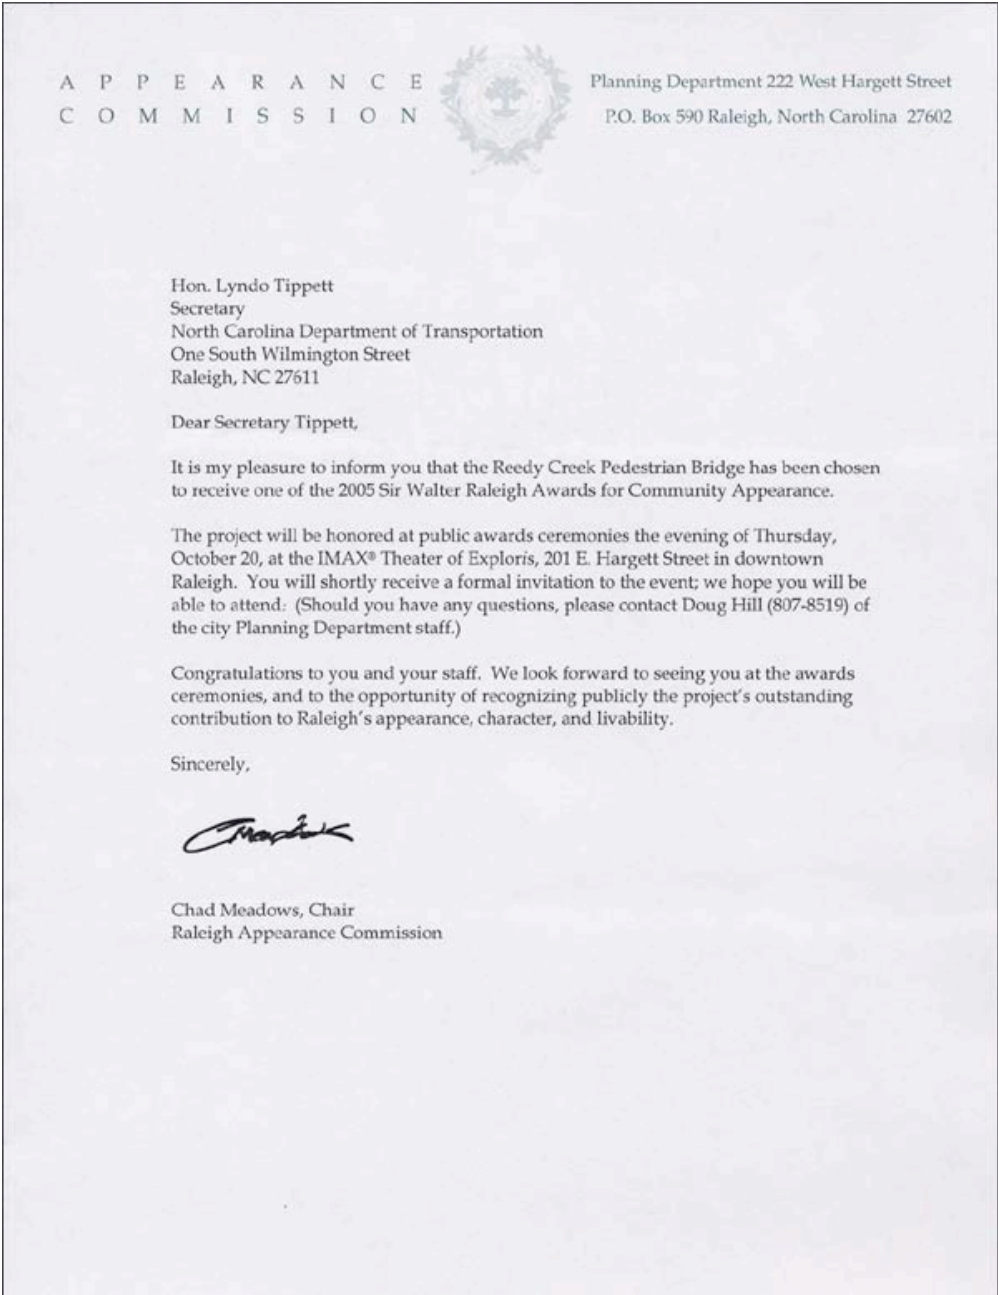 APPEARANCE
COMMISSION
Planning Department 222 West Hargett Street
P.O. Box 590 Raleigh, North Carolina 27602
Hon. Lyndo Tippett
Secretary
North Carolina Department of Transportation
One South Wilmington Street
Raleigh, NC 27611
Dear Secretary Tippett,
It is my pleasure to inform you that the Reedy Creek Pedestrian Bridge has been chosen
to receive one of the 2005 Sir Walter Raleigh Awards for Community Appearance.
The project will be honored at public awards ceremonies the evening of Thursday,
October 20, at the IMAX® Theater of Exploris, 201 E. Hargett Street in downtown
Raleigh. You will shortly receive a formal invitation to the event; we hope you will be
able to attend. (Should you have any questions, please contact Doug Hill (807-8519) of
the city Planning Department staff.)
Congratulations to you and your staff. We look forward to seeing you at the awards
ceremonies, and to the opportunity of recognizing publicly the project's outstanding
contribution to Raleigh's appearance, character, and livability.
Sincerely,
CMeadows
Chad Meadows, Chair
Raleigh Appearance Commission